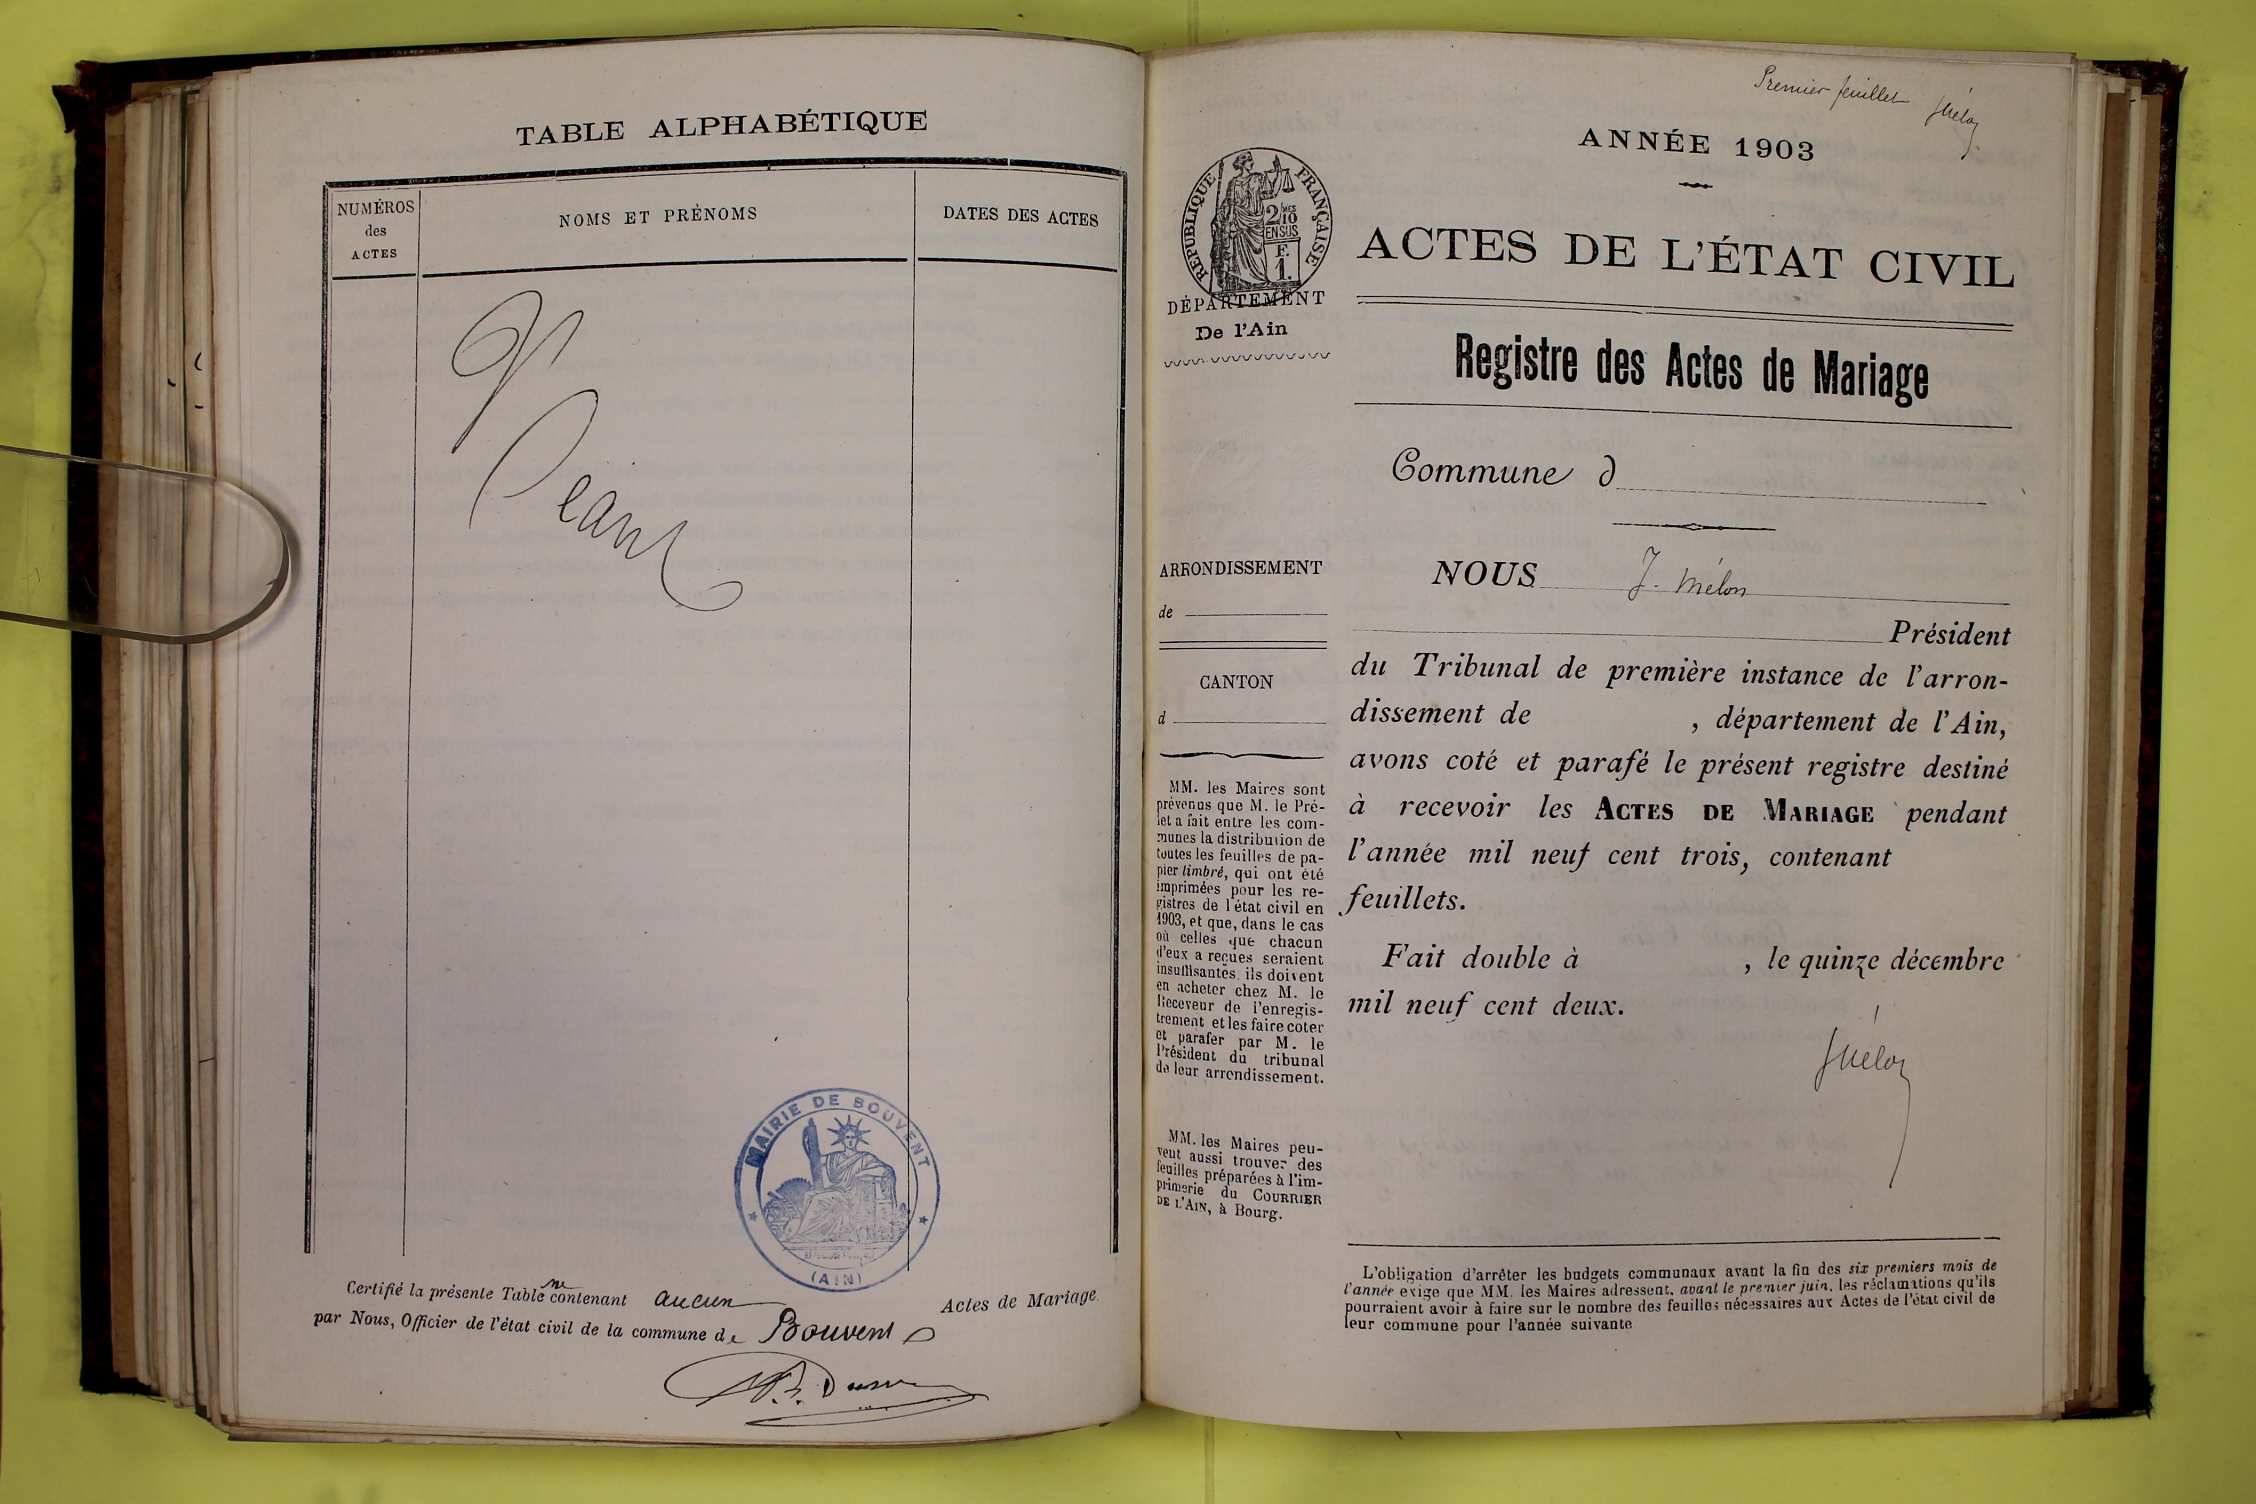 TABLE ALPHABÉTIQUE
NUMÉROS
des
ACTES
NOMS ET PRÉNOMS
DATES DES ACTES
Néant
MAIRIE DE BOUVENT
(AIN)
Certifié la présente Table ne contenant aucun Actes de Mariage
par Nous, Officier de l'état civil de la commune de Bouvent
Premier feuillet
ANNÉE 1903
RÉPUBLIQUE FRANÇAISE
2/10 EN SUS
F.
1.
DÉPARTEMENT
De l'Ain
ACTES DE L'ÉTAT CIVIL
Registre des Actes de Mariage
Commune d
ARRONDISSEMENT
de
CANTON
d
MM. les Maires sont
prévenus que M. le Pré-
fet a fait entre les com-
munes la distribution de
toutes les feuilles de pa-
pier timbré, qui ont été
imprimées pour les re-
gistres de l'état civil en
1903, et que, dans le cas
où celles que chacun
d'eux a reçues seraient
insuffisantes, ils doivent
en acheter chez M. le
Receveur de l'enregis-
trement et les faire coter
et parafer par M. le
Président du tribunal
de leur arrondissement.
MM. les Maires peu-
vent aussi trouver des
feuilles préparées à l'im-
primerie du COURRIER
DE L'AIN, à Bourg.
NOUS J. Mélon
Président
du Tribunal de première instance de l'arron-
dissement de , département de l'Ain,
avons coté et parafé le présent registre destiné
à recevoir les ACTES DE MARIAGE pendant
l'année mil neuf cent trois, contenant
feuillets.
Fait double à , le quinze décembre
mil neuf cent deux.
L'obligation d'arrêter les budgets communaux avant la fin des six premiers mois de
l'année exige que MM. les Maires adressent, avant le premier juin, les réclamations qu'ils
pourraient avoir à faire sur le nombre des feuilles nécessaires aux Actes de l'état civil de
leur commune pour l'année suivante